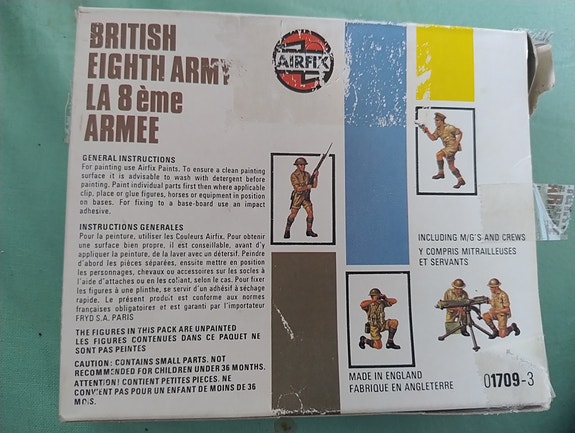 BRITISH
EIGHTH ARMY
LA 8ème
ARMEE
AIRFIX
GENERAL INSTRUCTIONS
For painting use Airfix Paints. To ensure a clean painting
surface it is advisable to wash with detergent before
painting. Paint individual parts first then where applicable
clip, place or glue figures, horses or equipment in position
on bases. For fixing to a base-board use an impact
adhesive.
INSTRUCTIONS GENERALES
Pour la peinture, utiliser les Couleurs Airfix. Pour obtenir
une surface bien propre, il est conseillable, avant d'y
appliquer la peinture, de la laver avec un détersif. Peindre
d'abord les pièces séparées, ensuite mettre en position
les personnages, chevaux ou accessoires sur les socles à
l'aide d'attaches ou en les collant, selon le cas. Pour fixer
les figures à une plinthe, se servir d'un adhésif à séchage
rapide. Le présent produit est conforme aux normes
françaises obligatoires et est garanti par l'importateur
FRYD S.A. PARIS
THE FIGURES IN THIS PACK ARE UNPAINTED
LES FIGURES CONTENUES DANS CE PAQUET NE
SONT PAS PEINTES
CAUTION: CONTAINS SMALL PARTS. NOT
RECOMMENDED FOR CHILDREN UNDER 36 MONTHS.
ATTENTION! CONTIENT PETITES PIECES. NE
CONVIENT PAS POUR UN ENFANT DE MOINS DE 36
MOIS.
INCLUDING M/G'S AND CREWS
Y COMPRIS MITRAILLEUSES
ET SERVANTS
MADE IN ENGLAND
FABRIQUE EN ANGLETERRE
01709-3